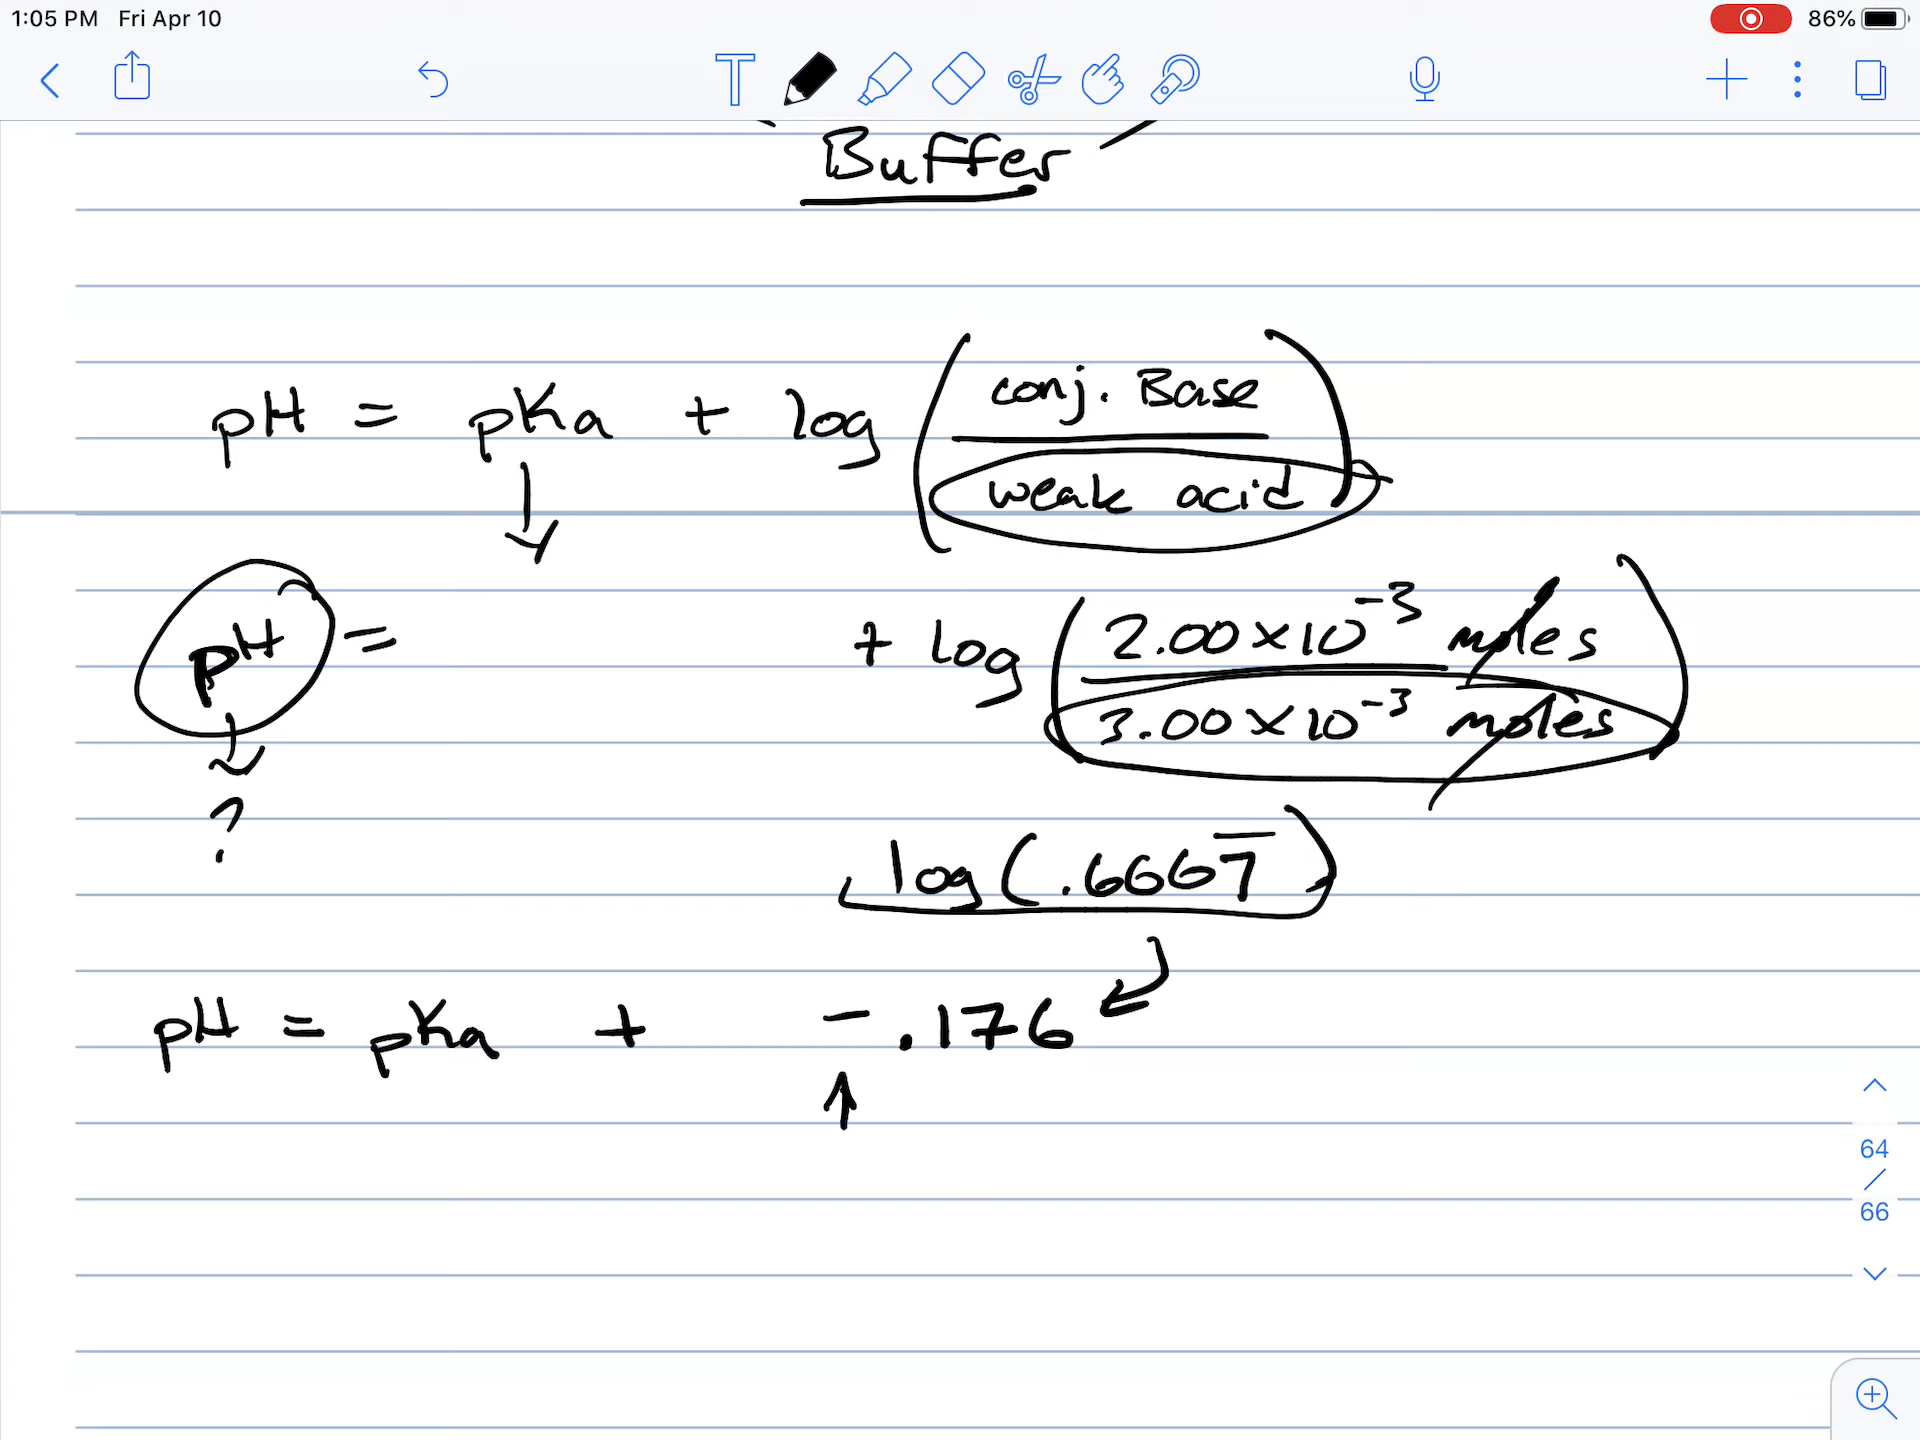 1:05 PM Fri Apr 10 86%
T
Buffer
pH = pKa + log (conj. Base / weak acid)
pH = + log (2.00 x 10⁻³ moles / 3.00 x 10⁻³ moles)
?
log (.6667̅)
pH = pKa + -.176
64
/
66